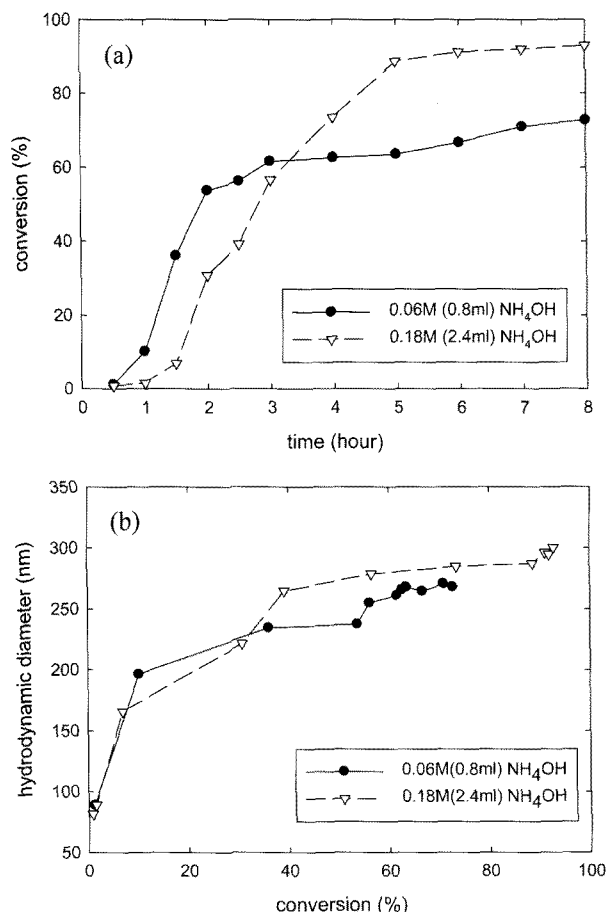 (a)
100
80
60
40
20
0
conversion (%)
0.06M (0.8ml) NH₄OH
0.18M (2.4ml) NH₄OH
0 1 2 3 4 5 6 7 8
time (hour)
(b)
350
300
250
200
150
100
50
hydrodynamic diameter (nm)
0.06M(0.8ml) NH₄OH
0.18M(2.4ml) NH₄OH
0 20 40 60 80 100
conversion (%)